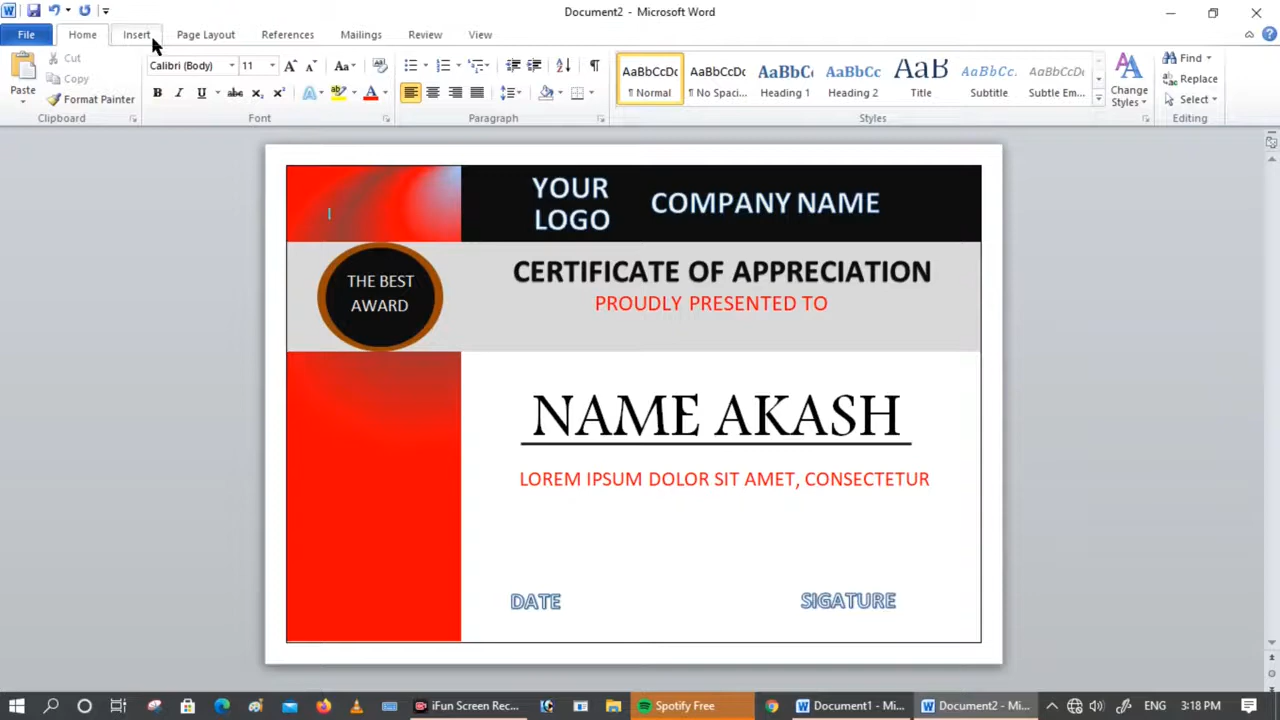 Document2 - Microsoft Word
File Home Insert Page Layout References Mailings Review View
Paste
Cut
Copy
Format Painter
Clipboard
Calibri (Body) 11
Font
Paragraph
AaBbCcDc
¶ Normal
AaBbCcDc
¶ No Spaci...
AaBbC
Heading 1
AaBbCc
Heading 2
AaB
Title
AaBbCc.
Subtitle
AaBbCcDc
Subtle Em...
Change
Styles
Styles
Find
Replace
Select
Editing
YOUR
LOGO
COMPANY NAME
THE BEST
AWARD
CERTIFICATE OF APPRECIATION
PROUDLY PRESENTED TO
NAME AKASH
LOREM IPSUM DOLOR SIT AMET, CONSECTETUR
DATE
SIGATURE
iFun Screen Rec...
Spotify Free
Document1 - Mi...
Document2 - Mi...
ENG
3:18 PM